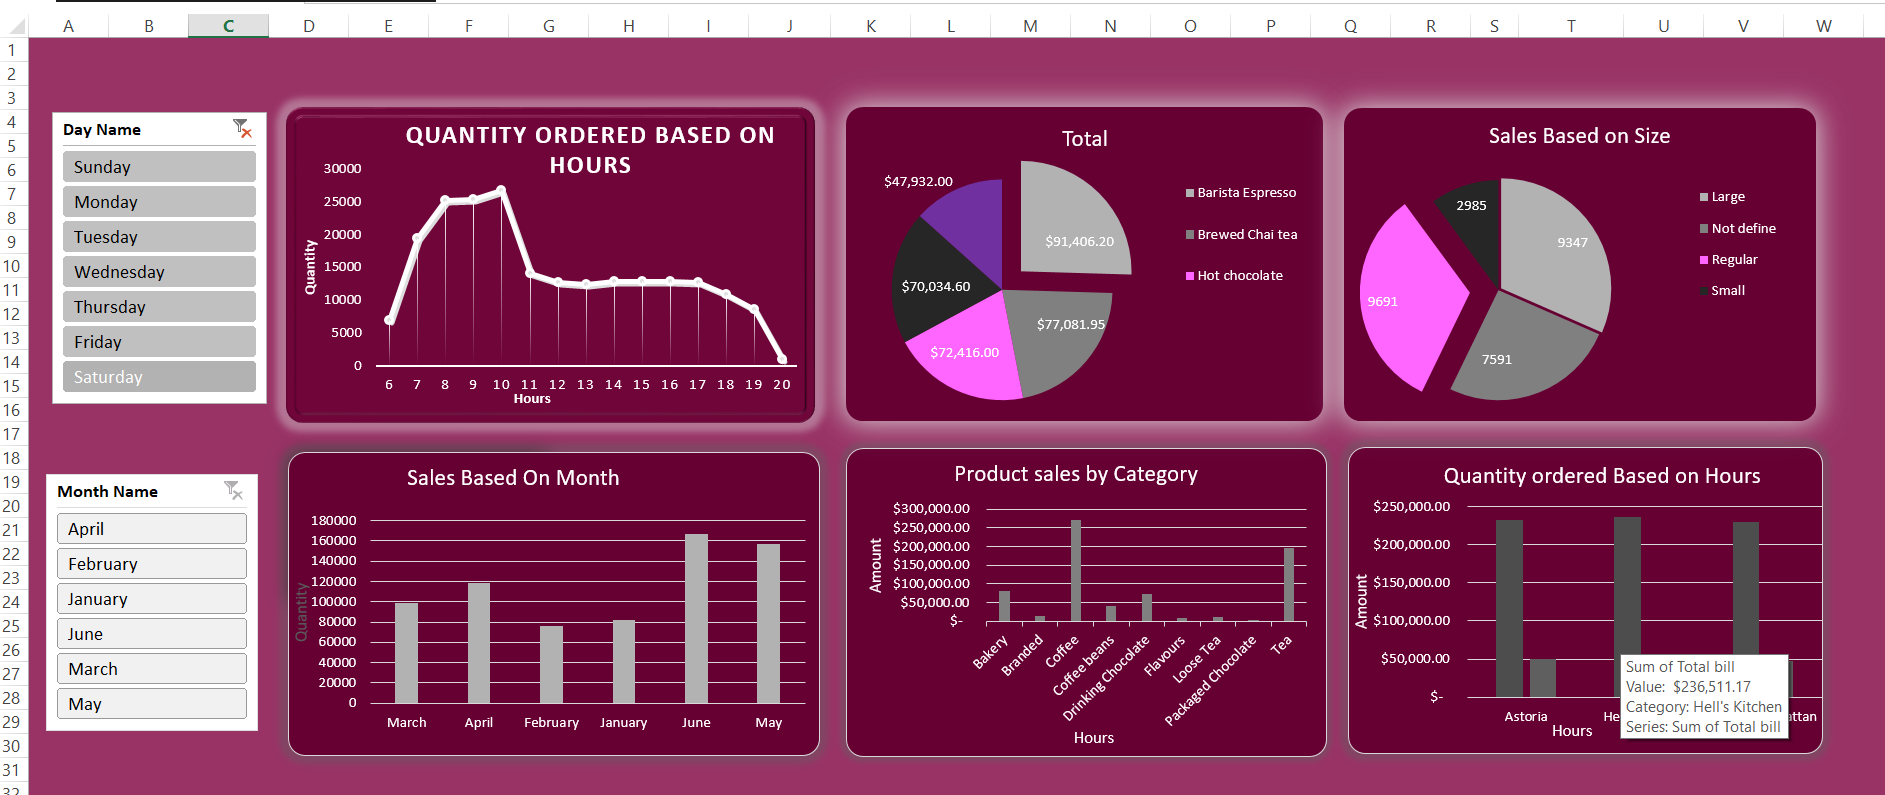 A B C D E F G H I J K L M N O P Q R S T U V W
1
2
3
4
5
6
7
8
9
10
11
12
13
14
15
16
17
18
19
20
21
22
23
24
25
26
27
28
29
30
31
32
Day Name
Sunday
Monday
Tuesday
Wednesday
Thursday
Friday
Saturday
QUANTITY ORDERED BASED ON
HOURS
Quantity
30000
25000
20000
15000
10000
5000
0
6 7 8 9 10 11 12 13 14 15 16 17 18 19 20
Hours
Total
$47,932.00
$91,406.20
$70,034.60
$77,081.95
$72,416.00
Barista Espresso
Brewed Chai tea
Hot chocolate
Sales Based on Size
2985
9347
9691
7591
Large
Not define
Regular
Small
Month Name
April
February
January
June
March
May
Sales Based On Month
Quantity
180000
160000
140000
120000
100000
80000
60000
40000
20000
0
March April February January June May
Product sales by Category
Amount
$300,000.00
$250,000.00
$200,000.00
$150,000.00
$100,000.00
$50,000.00
$-
Bakery
Branded
Coffee
Coffee beans
Drinking Chocolate
Flavours
Loose Tea
Packaged Chocolate
Tea
Hours
Quantity ordered Based on Hours
Amount
$250,000.00
$200,000.00
$150,000.00
$100,000.00
$50,000.00
$-
Astoria He attan
Hours
Sum of Total bill
Value: $236,511.17
Category: Hell's Kitchen
Series: Sum of Total bill